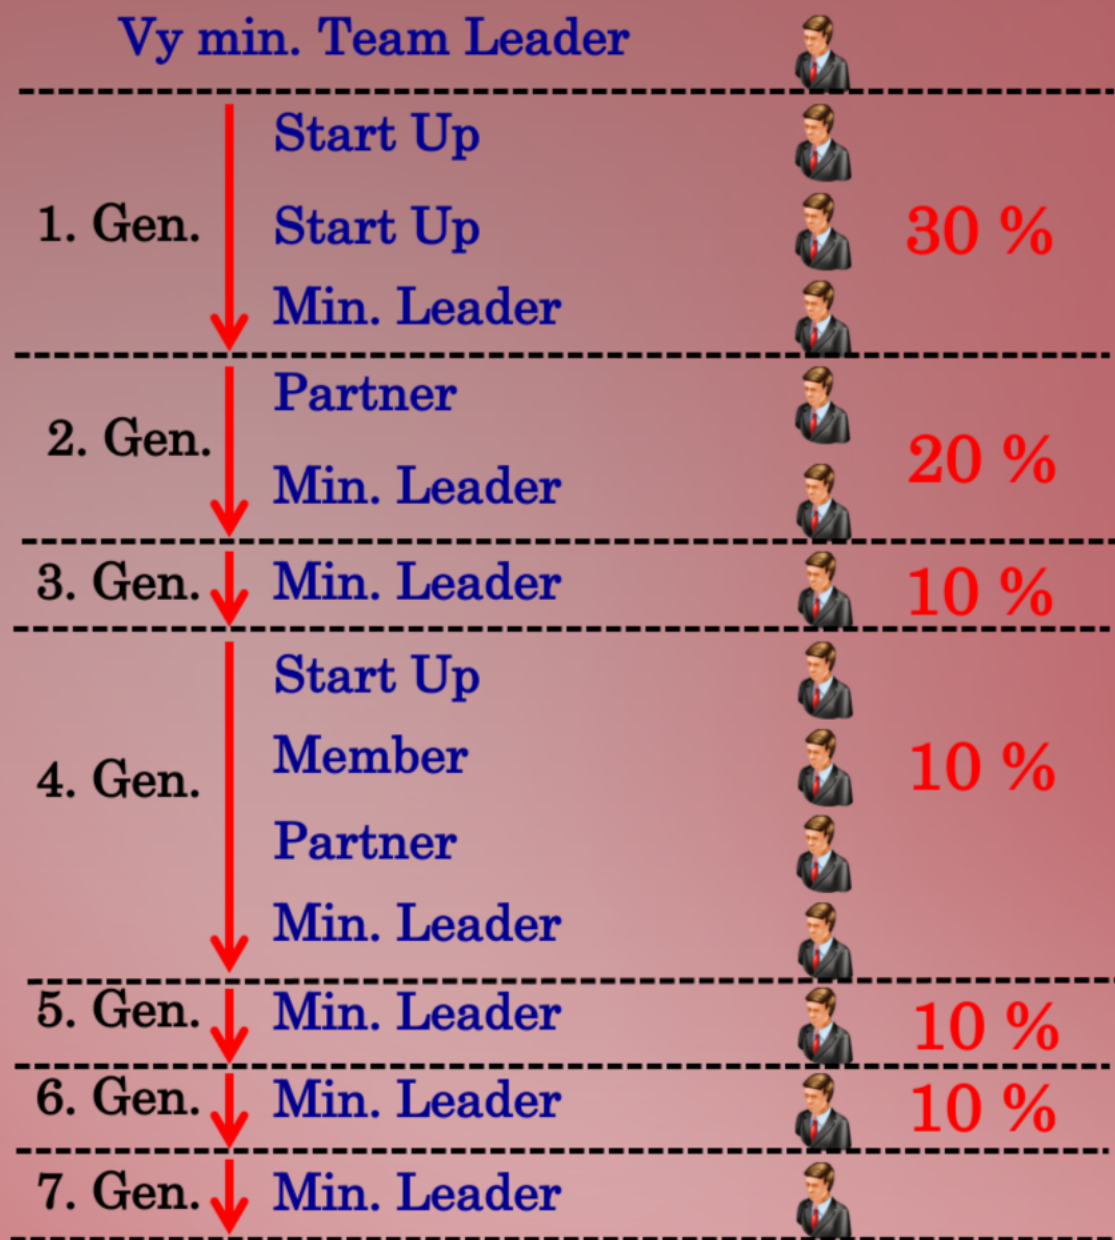 Vy min. Team Leader
Start Up
1. Gen.
Start Up
30 %
Min. Leader
Partner
2. Gen.
20 %
Min. Leader
3. Gen.
Min. Leader
10 %
Start Up
Member
4. Gen.
10 %
Partner
Min. Leader
5. Gen.
Min. Leader
10 %
6. Gen.
Min. Leader
10 %
7. Gen.
Min. Leader